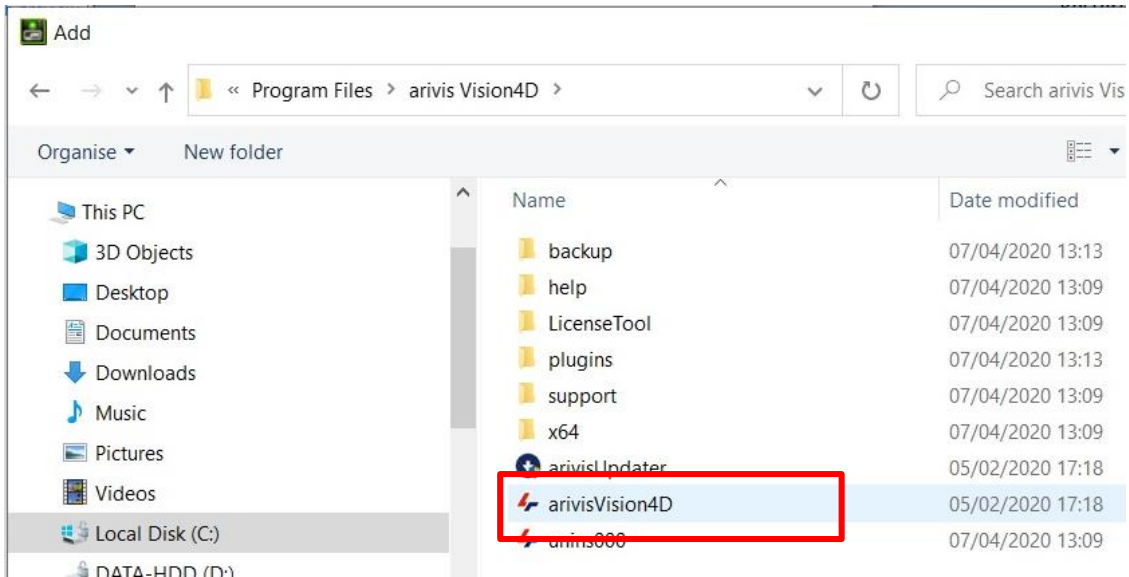 Add
« Program Files > arivis Vision4D >
Search arivis Vis
Organise
New folder
This PC
3D Objects
Desktop
Documents
Downloads
Music
Pictures
Videos
Local Disk (C:)
DATA-HDD (D:)
Name Date modified
backup 07/04/2020 13:13
help 07/04/2020 13:09
LicenseTool 07/04/2020 13:09
plugins 07/04/2020 13:13
support 07/04/2020 13:09
x64 07/04/2020 13:09
arivisUpdater 05/02/2020 17:18
arivisVision4D 05/02/2020 17:18
unins000 07/04/2020 13:09